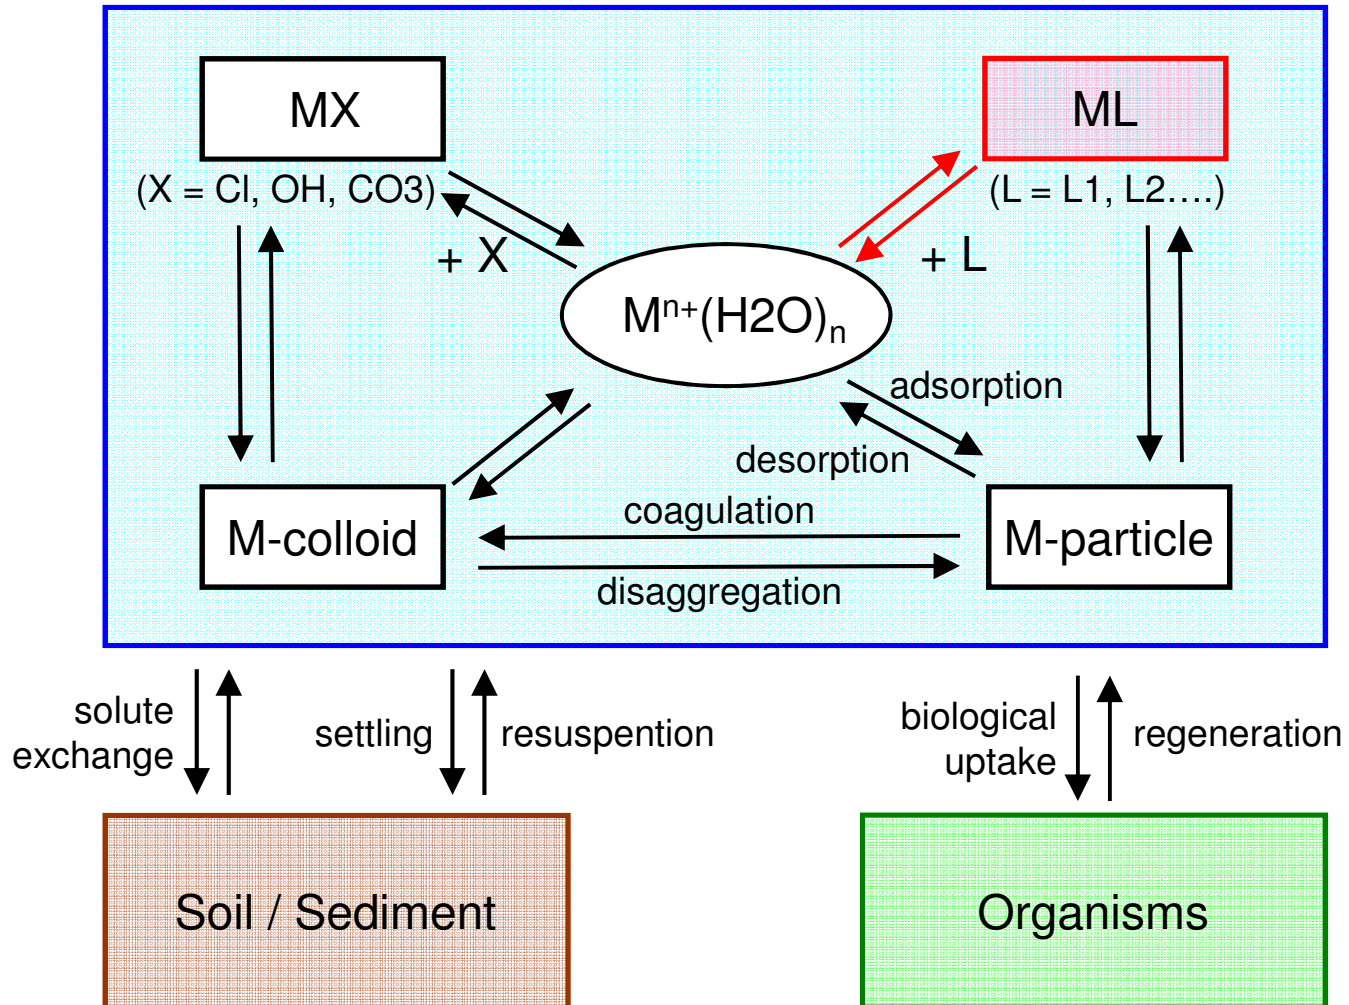 MX
ML
(X = Cl, OH, CO3)
(L = L1, L2....)
+ X
+ L
Mn+(H2O)n
adsorption
desorption
coagulation
M-colloid
M-particle
disaggregation
solute
exchange
settling
resuspention
biological
uptake
regeneration
Soil / Sediment
Organisms